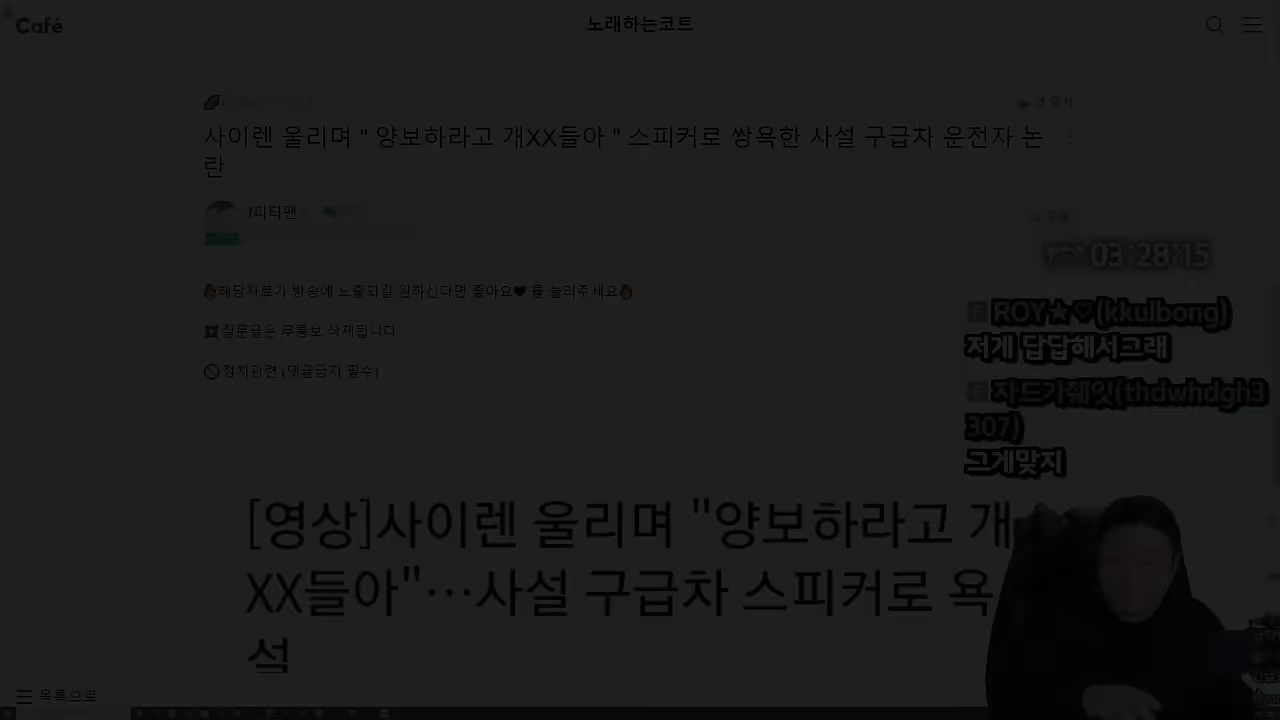 Café
노래하는코트
사이렌 울리며 " 양보하라고 개XX들아 " 스피커로 쌍욕한 사설 구급차 운전자 논
란
피터팬
해당자료가 방송에 노출되길 원하신다면 좋아요♥ 를 눌러주세요
질문글은 무통보 삭제됩니다
정치관련 (댓글금지 필수)
03:28:15
ROY★♡(kkulbong)
저게 답답해서그래
자드가줴잇(thdwhdgh3
307)
그게맞지
[영상]사이렌 울리며 "양보하라고 개
XX들아"…사설 구급차 스피커로 욕
설
목록으로